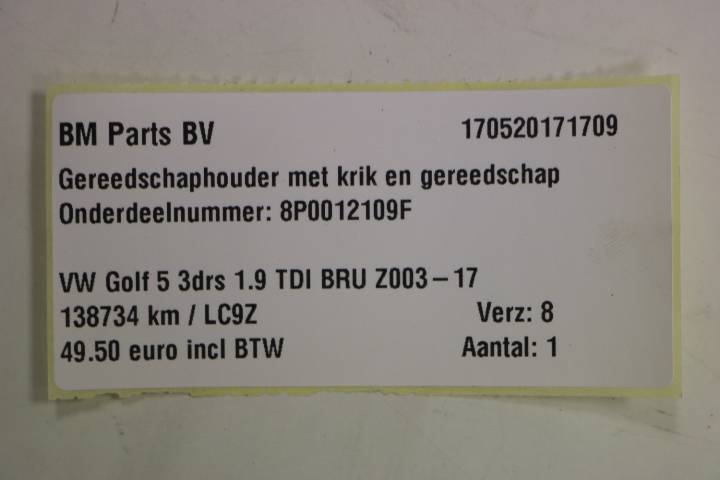 BM Parts BV 170520171709
Gereedschaphouder met krik en gereedschap
Onderdeelnummer: 8P0012109F
VW Golf 5 3drs 1.9 TDI BRU Z003-17
138734 km / LC9Z Verz: 8
49.50 euro incl BTW Aantal: 1